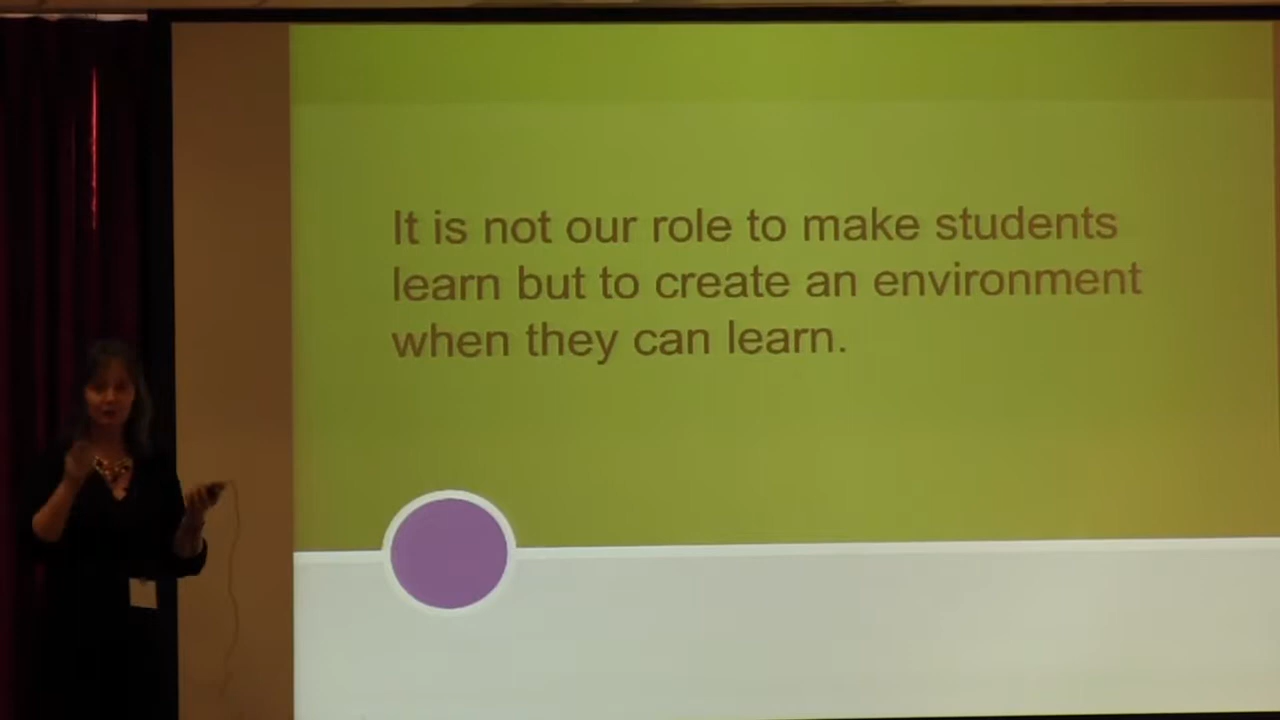 It is not our role to make students
learn but to create an environment
when they can learn.